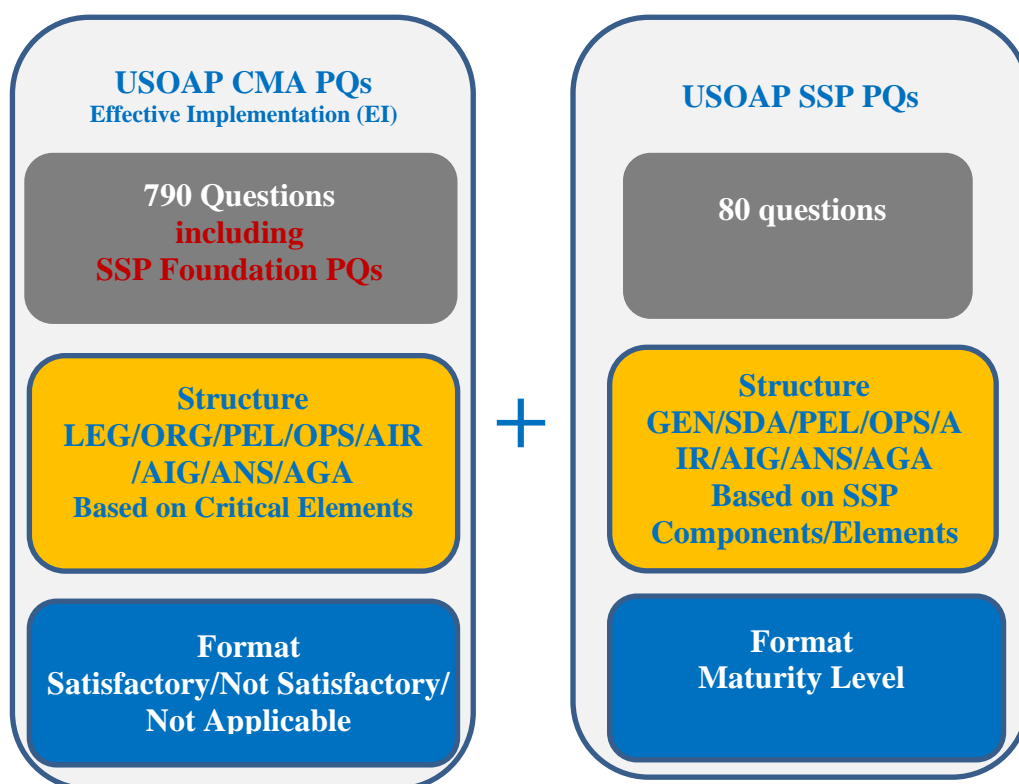 USOAP CMA PQs
Effective Implementation (EI)
790 Questions
including
SSP Foundation PQs
Structure
LEG/ORG/PEL/OPS/AIR
/AIG/ANS/AGA
Based on Critical Elements
Format
Satisfactory/Not Satisfactory/
Not Applicable
+
USOAP SSP PQs
80 questions
Structure
GEN/SDA/PEL/OPS/A
IR/AIG/ANS/AGA
Based on SSP
Components/Elements
Format
Maturity Level